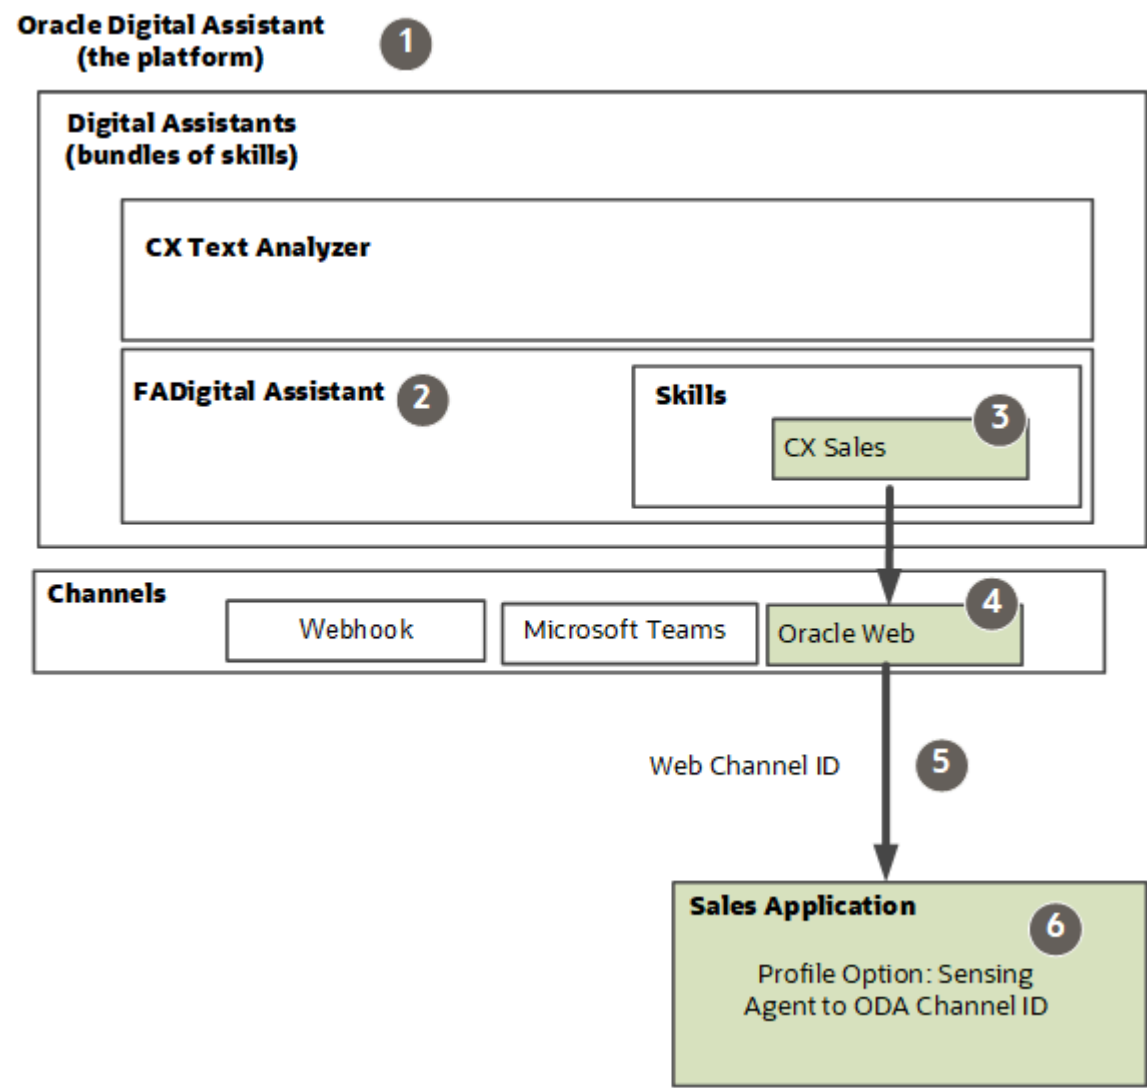 Oracle Digital Assistant
(the platform)
1
Digital Assistants
(bundles of skills)
CX Text Analyzer
FADigital Assistant
2
Skills
3
CX Sales
Channels
4
Webhook
Microsoft Teams
Oracle Web
Web Channel ID
5
Sales Application
6
Profile Option: Sensing
Agent to ODA Channel ID